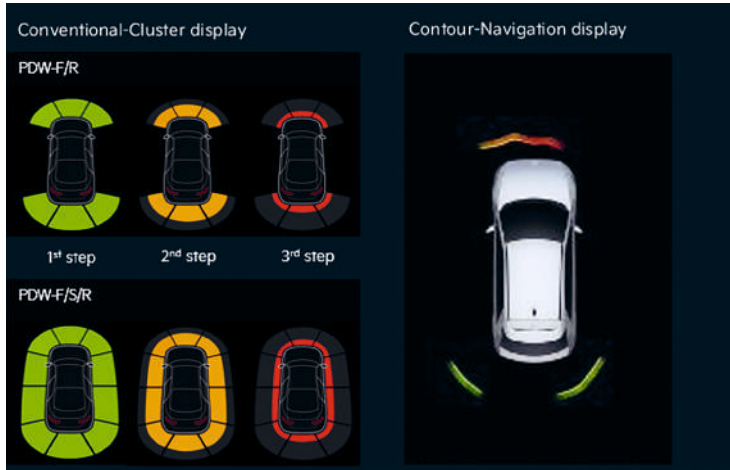 Conventional-Cluster display
PDW-F/R
1st step
2nd step
3rd step
PDW-F/S/R
Contour-Navigation display